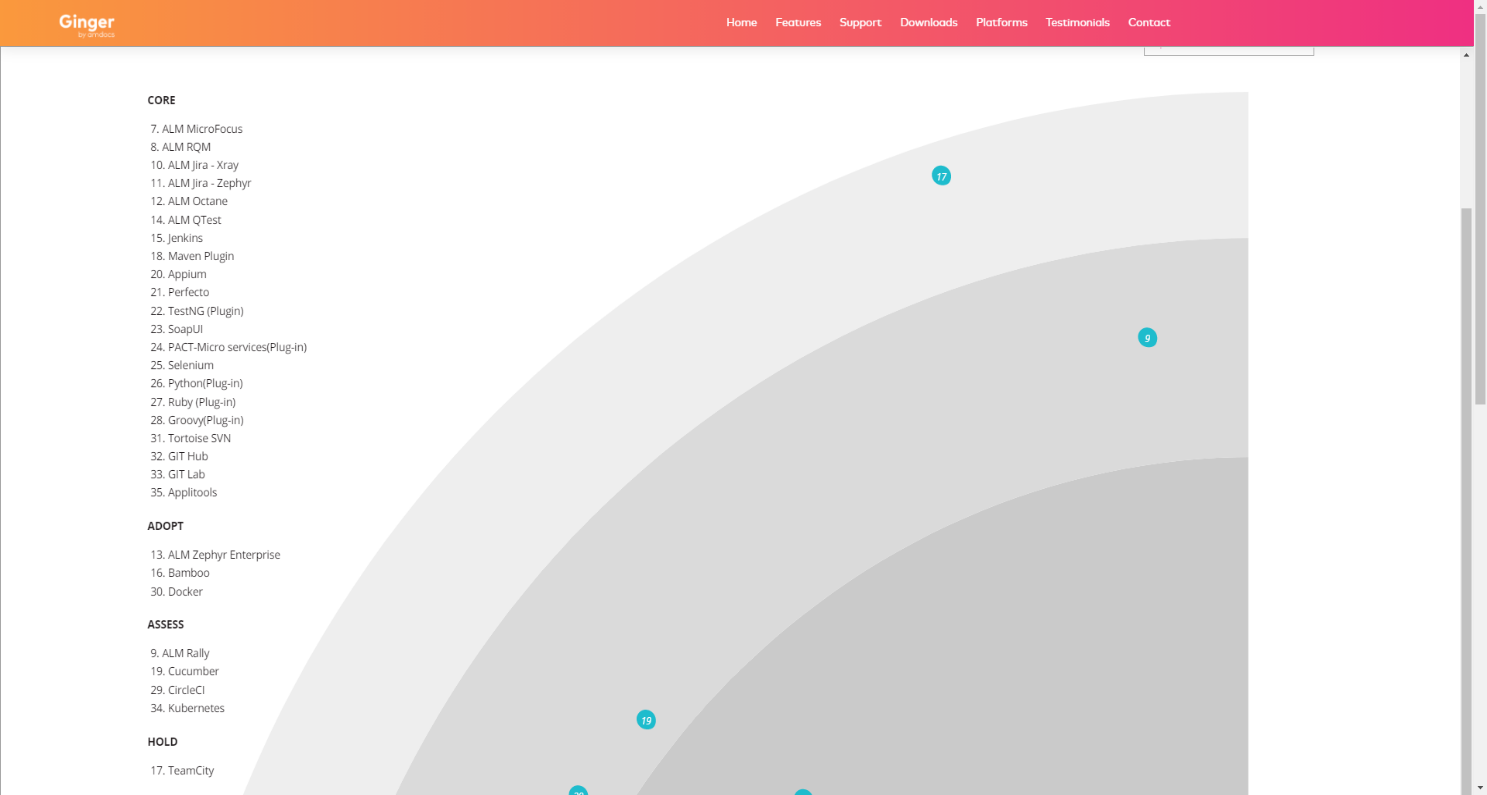 Ginger
by amdocs
Home Features Support Downloads Platforms Testimonials Contact
CORE
7. ALM MicroFocus
8. ALM RQM
10. ALM Jira - Xray
11. ALM Jira - Zephyr
12. ALM Octane
14. ALM QTest
15. Jenkins
18. Maven Plugin
20. Appium
21. Perfecto
22. TestNG (Plugin)
23. SoapUI
24. PACT-Micro services(Plug-in)
25. Selenium
26. Python(Plug-in)
27. Ruby (Plug-in)
28. Groovy(Plug-in)
31. Tortoise SVN
32. GIT Hub
33. GIT Lab
35. Applitools
ADOPT
13. ALM Zephyr Enterprise
16. Bamboo
30. Docker
ASSESS
9. ALM Rally
19. Cucumber
29. CircleCI
34. Kubernetes
HOLD
17. TeamCity
17
9
19